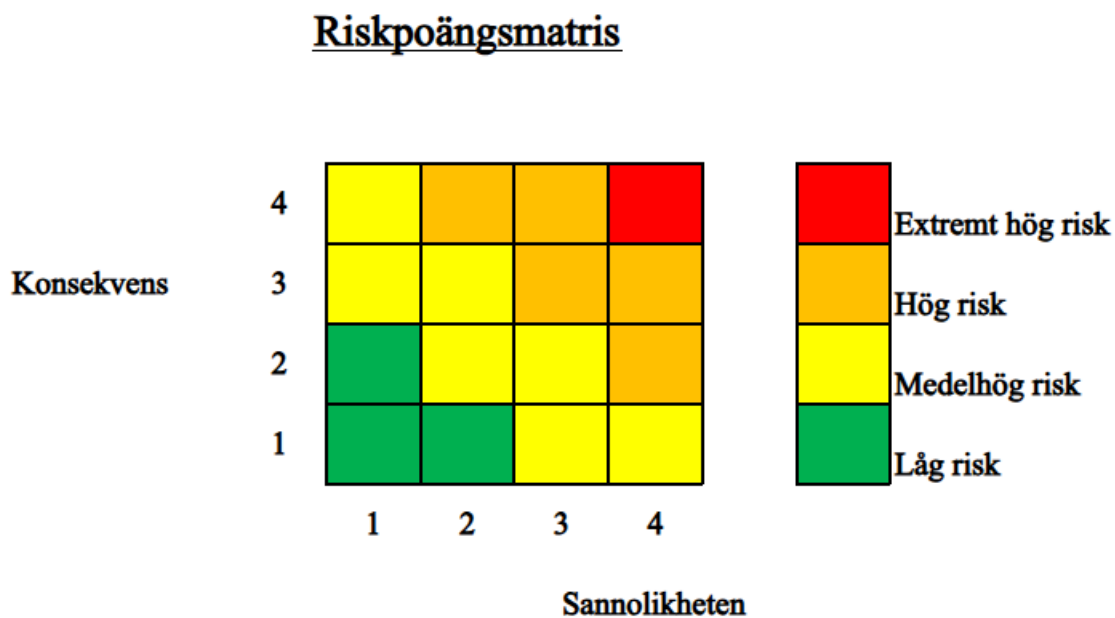 Riskpoängsmatris
4
Extremt hög risk
Konsekvens
3
Hög risk
2
Medelhög risk
1
Låg risk
1 2 3 4
Sannolikheten